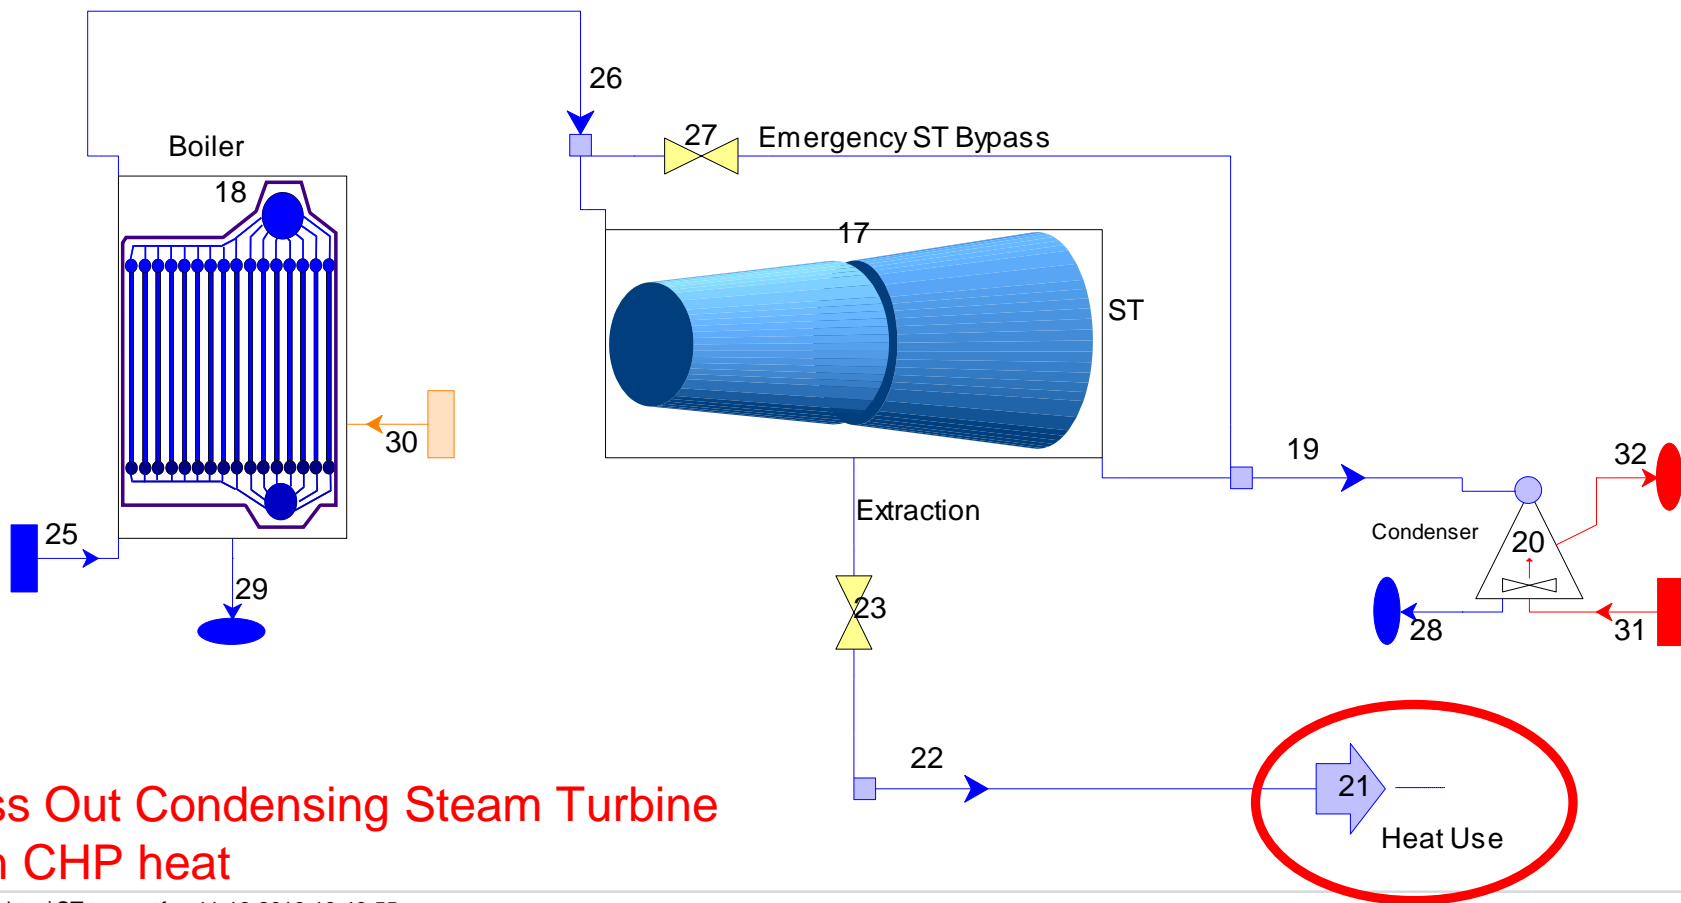 26
27
Emergency ST Bypass
Boiler
18
17
ST
30
19
32
Extraction
Condenser
20
25
29
23
28
31
22
21
Heat Use
ss Out Condensing Steam Turbine
CHP heat